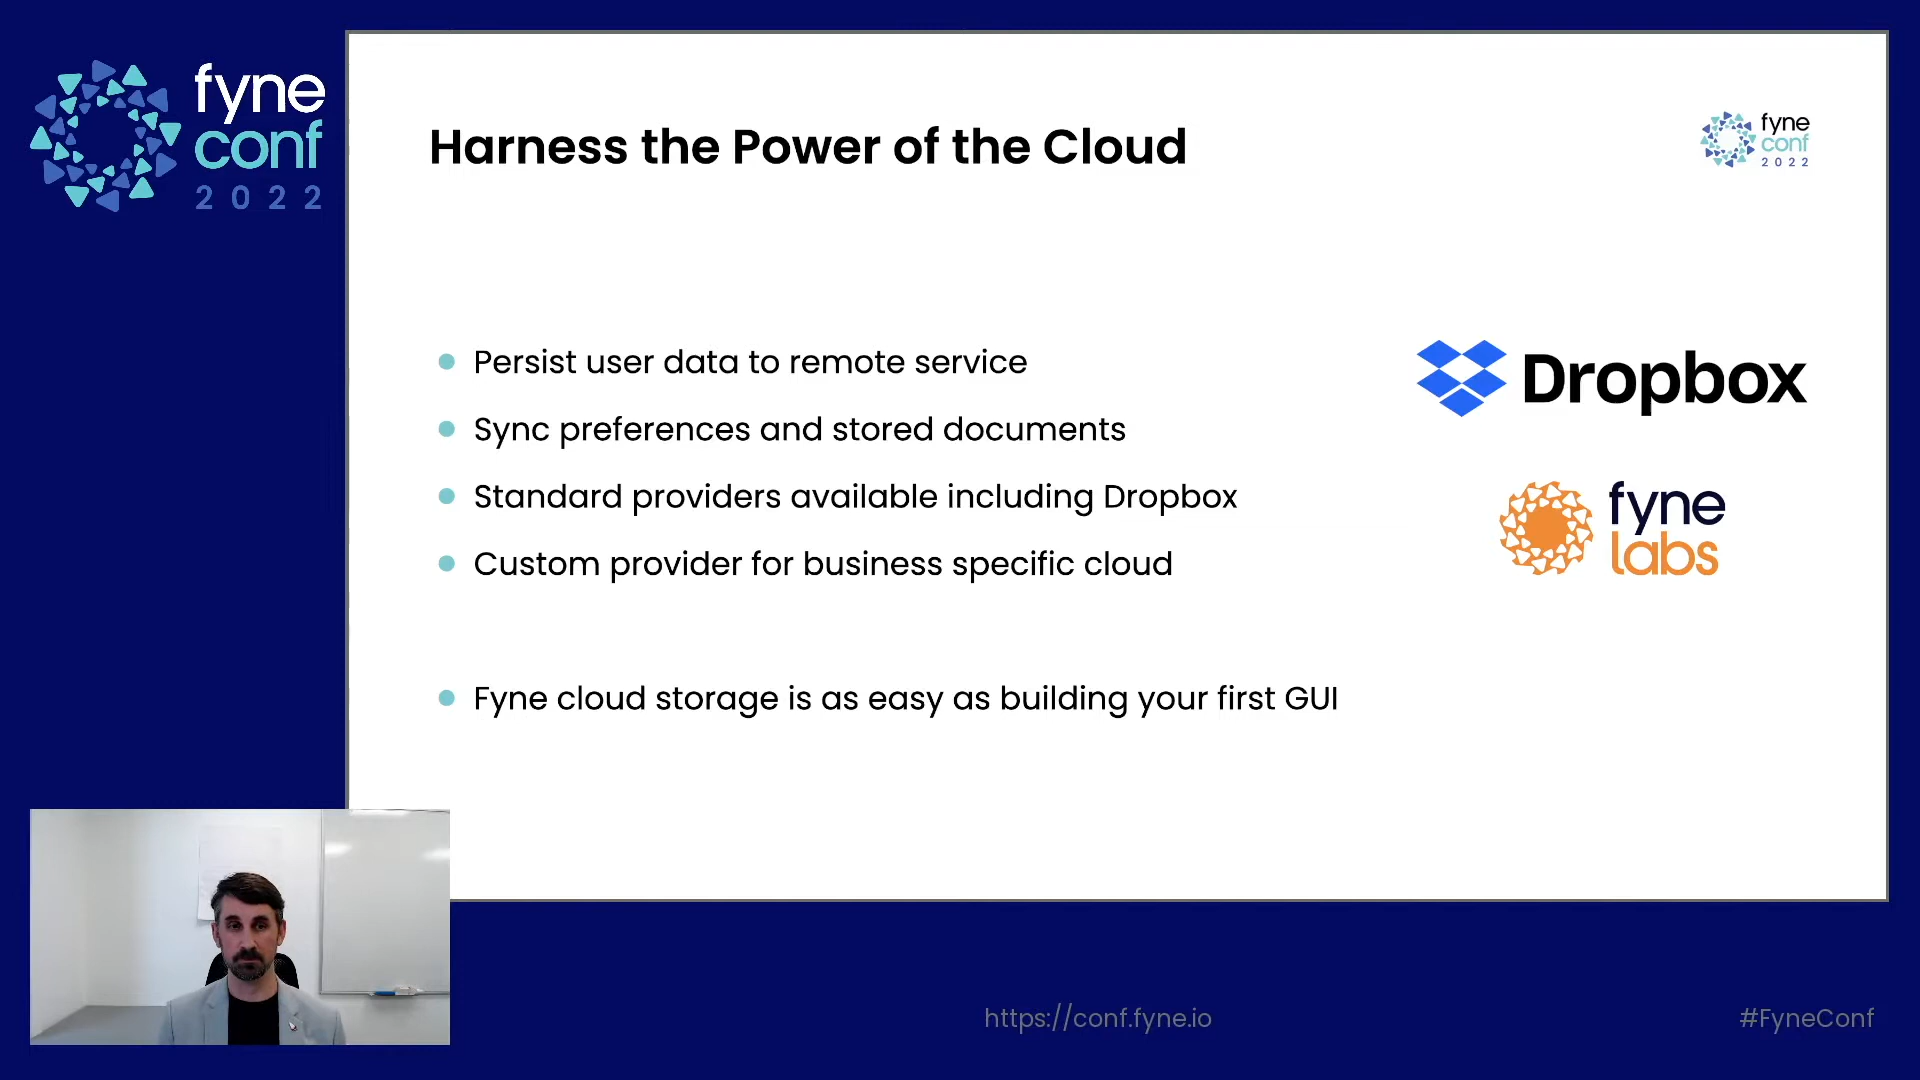 fyne
conf
2022
Harness the Power of the Cloud
fyne
conf
2022
Persist user data to remote service
Sync preferences and stored documents
Standard providers available including Dropbox
Custom provider for business specific cloud
Fyne cloud storage is as easy as building your first GUI
Dropbox
fyne
labs
https://conf.fyne.io
#FyneConf